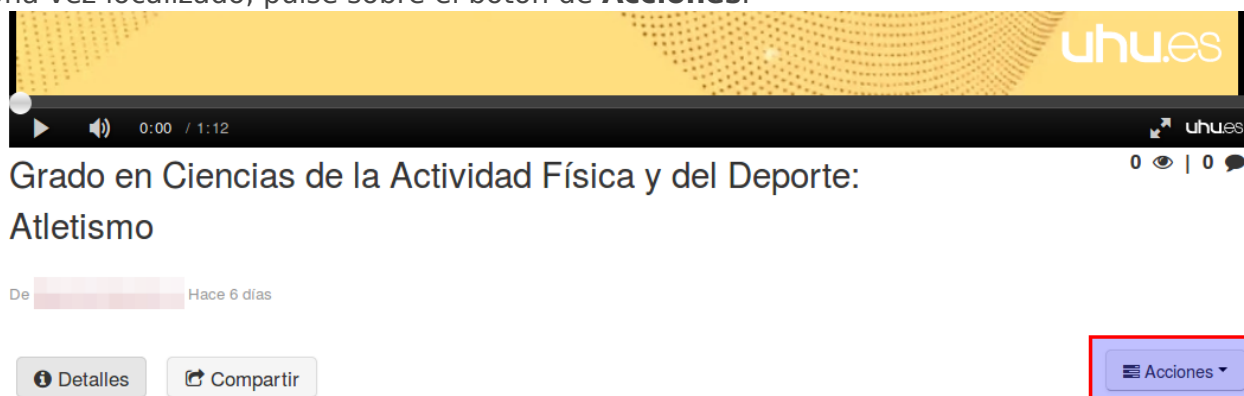 una vez localizado, pulse sobre el botón de Acciones.
uhu.es
0:00 / 1:12
uhu.es
Grado en Ciencias de la Actividad Física y del Deporte:
Atletismo
0 | 0
De
Hace 6 días
Detalles
Compartir
Acciones